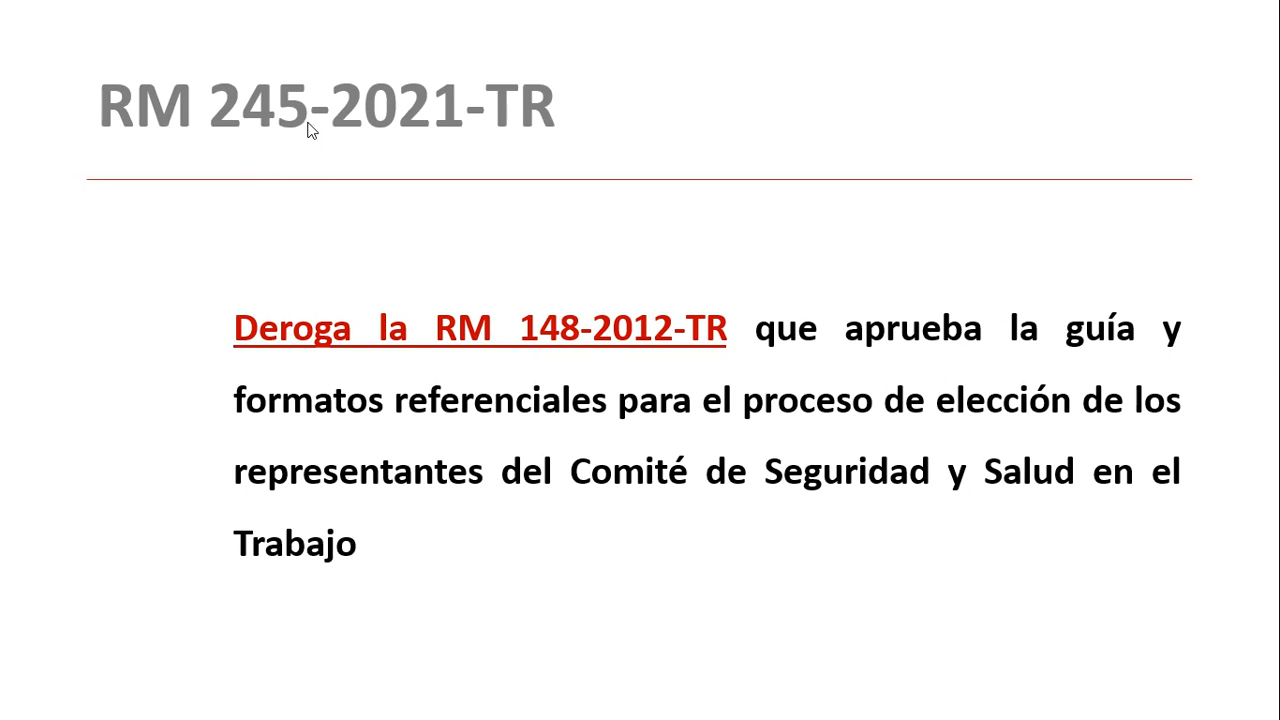 RM 245-2021-TR
Deroga la RM 148-2012-TR que aprueba la guía y
formatos referenciales para el proceso de elección de los
representantes del Comité de Seguridad y Salud en el
Trabajo